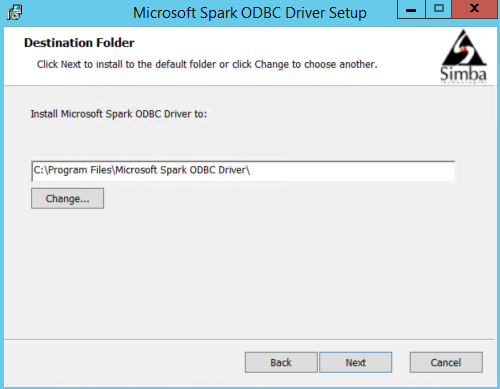 Microsoft Spark ODBC Driver Setup
Destination Folder
Click Next to install to the default folder or click Change to choose another.
Simba
Install Microsoft Spark ODBC Driver to:
C:\Program Files\Microsoft Spark ODBC Driver\
Change...
Back Next Cancel